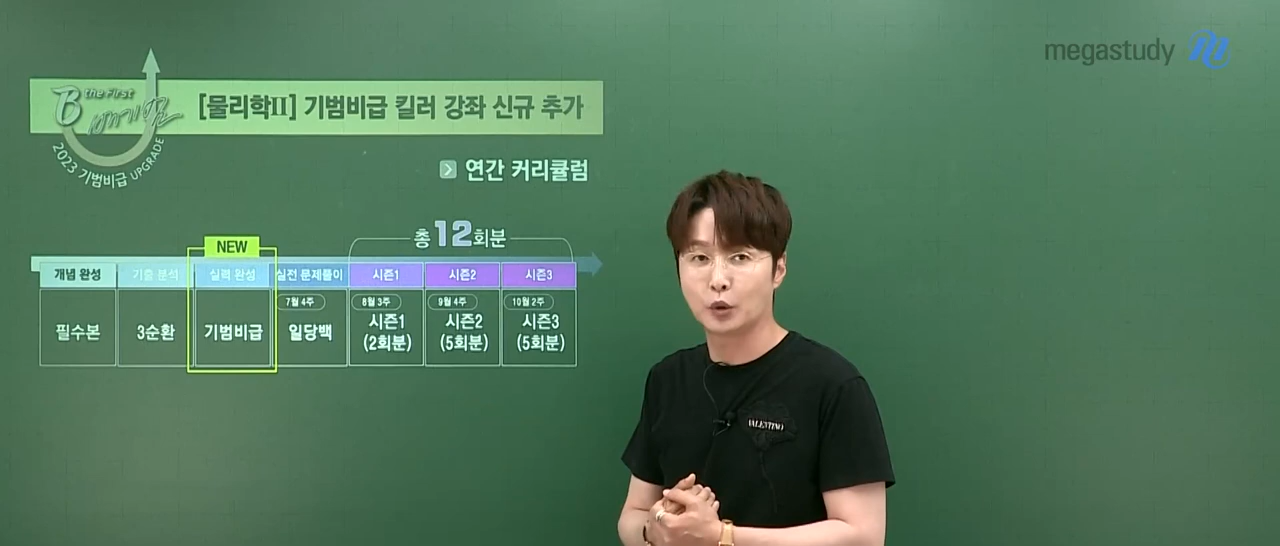 megastudy
B the First
배기범
2023 기범비급 UPGRADE
[물리학II] 기범비급 킬러 강좌 신규 추가
연간 커리큘럼
총 12회분
NEW
개념 완성 기출 분석 실력 완성 실전 문제풀이 시즌1 시즌2 시즌3
7월 4주 8월 3주 9월 4주 10월 2주
필수본 3순환 기범비급 일당백 시즌1 시즌2 시즌3
(2회분) (5회분) (5회분)
VALENTINO